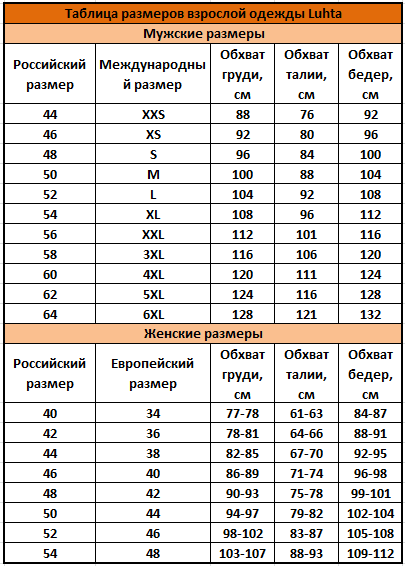 Таблица размеров взрослой одежды Luhta
Мужские размеры
Российский размер Международный размер Обхват груди, см Обхват талии, см Обхват бедер, см
44 XXS 88 76 92
46 XS 92 80 96
48 S 96 84 100
50 M 100 88 104
52 L 104 92 108
54 XL 108 96 112
56 XXL 112 101 116
58 3XL 116 106 120
60 4XL 120 111 124
62 5XL 124 116 128
64 6XL 128 121 132
Женские размеры
Российский размер Европейский размер Обхват груди, см Обхват талии, см Обхват бедер, см
40 34 77-78 61-63 84-87
42 36 78-81 64-66 88-91
44 38 82-85 67-70 92-95
46 40 86-89 71-74 96-98
48 42 90-93 75-78 99-101
50 44 94-97 79-82 102-104
52 46 98-102 83-87 105-108
54 48 103-107 88-93 109-112